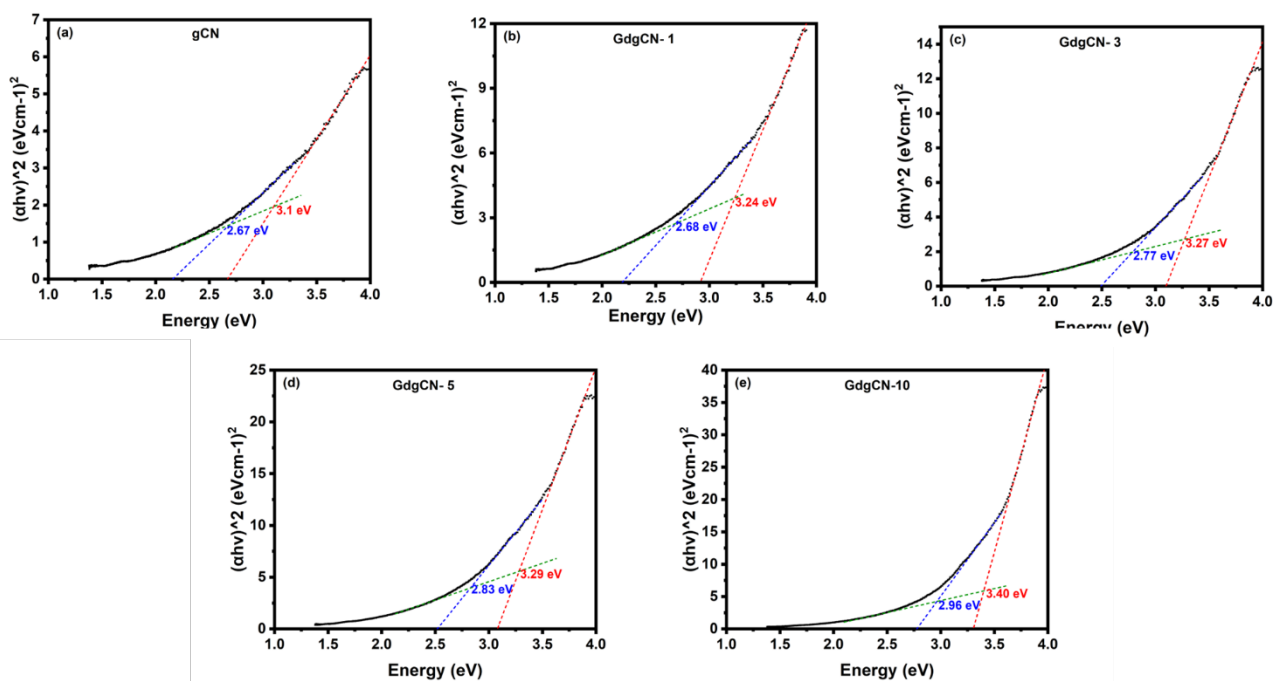 (a) gCN
(αhv)^2 (eVcm-1)²
7
6
5
4
3
2
1
0
2.67 eV
3.1 eV
1.0 1.5 2.0 2.5 3.0 3.5 4.0
Energy (eV)
(b) GdgCN- 1
(αhv)^2 (eVcm-1)²
12
9
6
3
0
2.68 eV
3.24 eV
1.0 1.5 2.0 2.5 3.0 3.5 4.0
Energy (eV)
(c) GdgCN- 3
(αhv)^2 (eVcm-1)²
14
12
10
8
6
4
2
0
2.77 eV
3.27 eV
1.0 1.5 2.0 2.5 3.0 3.5 4.0
Energy (eV)
(d) GdgCN- 5
(αhv)^2 (eVcm-1)²
25
20
15
10
5
0
2.83 eV
3.29 eV
1.0 1.5 2.0 2.5 3.0 3.5 4.0
Energy (eV)
(e) GdgCN-10
(αhv)^2 (eVcm-1)²
40
35
30
25
20
15
10
5
0
2.96 eV
3.40 eV
1.0 1.5 2.0 2.5 3.0 3.5 4.0
Energy (eV)